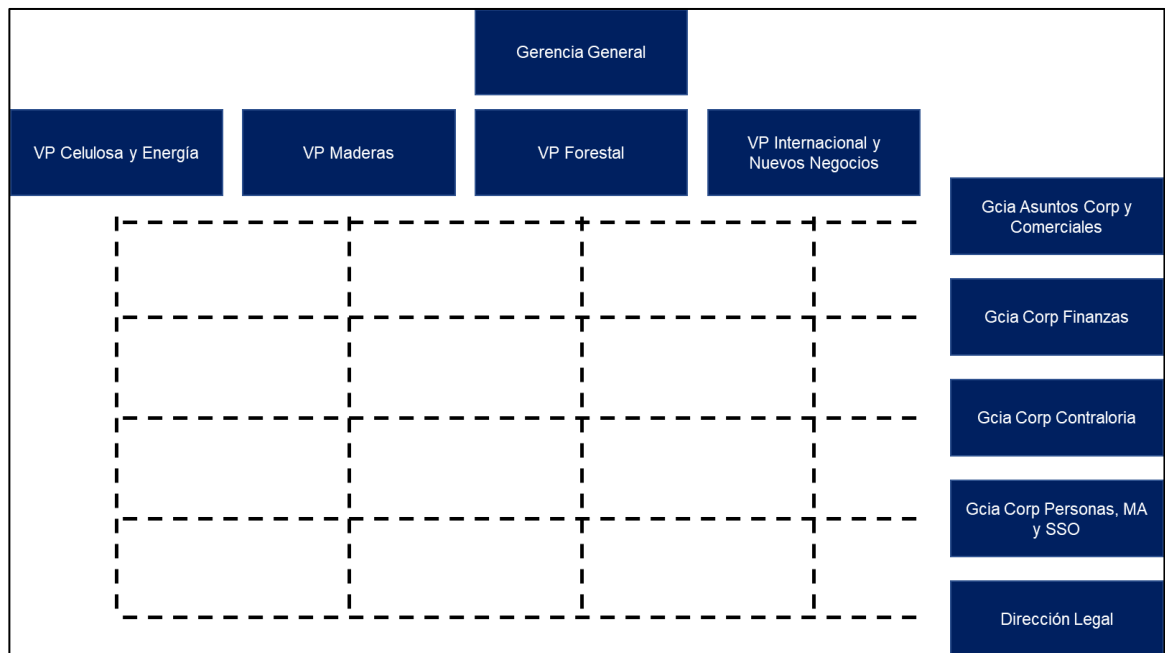 Gerencia General
VP Celulosa y Energía
VP Maderas
VP Forestal
VP Internacional y
Nuevos Negocios
Gcia Asuntos Corp y
Comerciales
Gcia Corp Finanzas
Gcia Corp Contraloria
Gcia Corp Personas, MA
y SSO
Dirección Legal